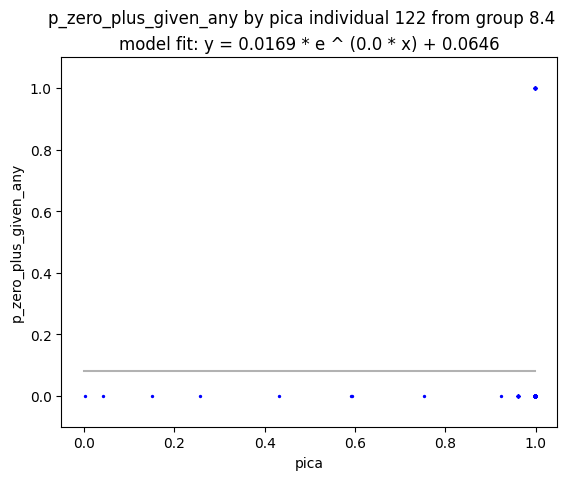 p_zero_plus_given_any by pica individual 122 from group 8.4
model fit: y = 0.0169 * e ^ (0.0 * x) + 0.0646
1.0
0.8
0.6
0.4
0.2
0.0
p_zero_plus_given_any
0.0 0.2 0.4 0.6 0.8 1.0
pica